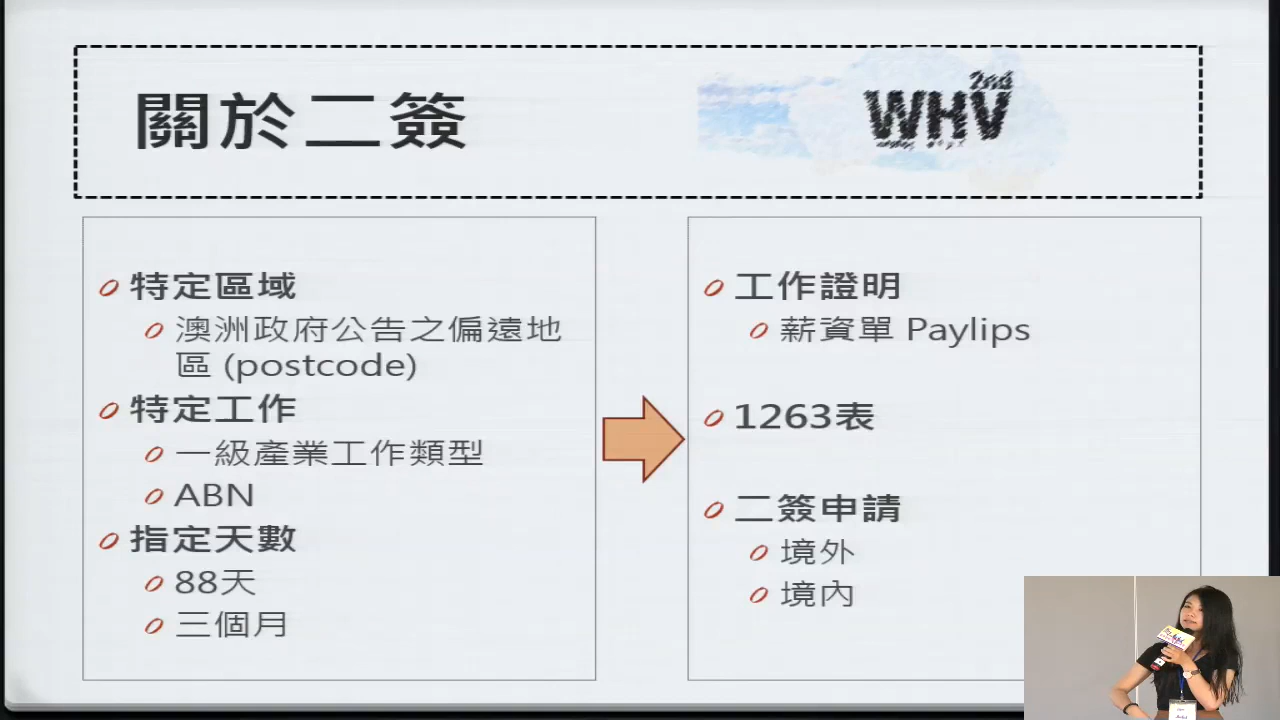 關於二簽
2nd
WHV
特定區域
澳洲政府公告之偏遠地
區 (postcode)
特定工作
一級產業工作類型
ABN
指定天數
88天
三個月
工作證明
薪資單 Paylips
1263表
二簽申請
境外
境內